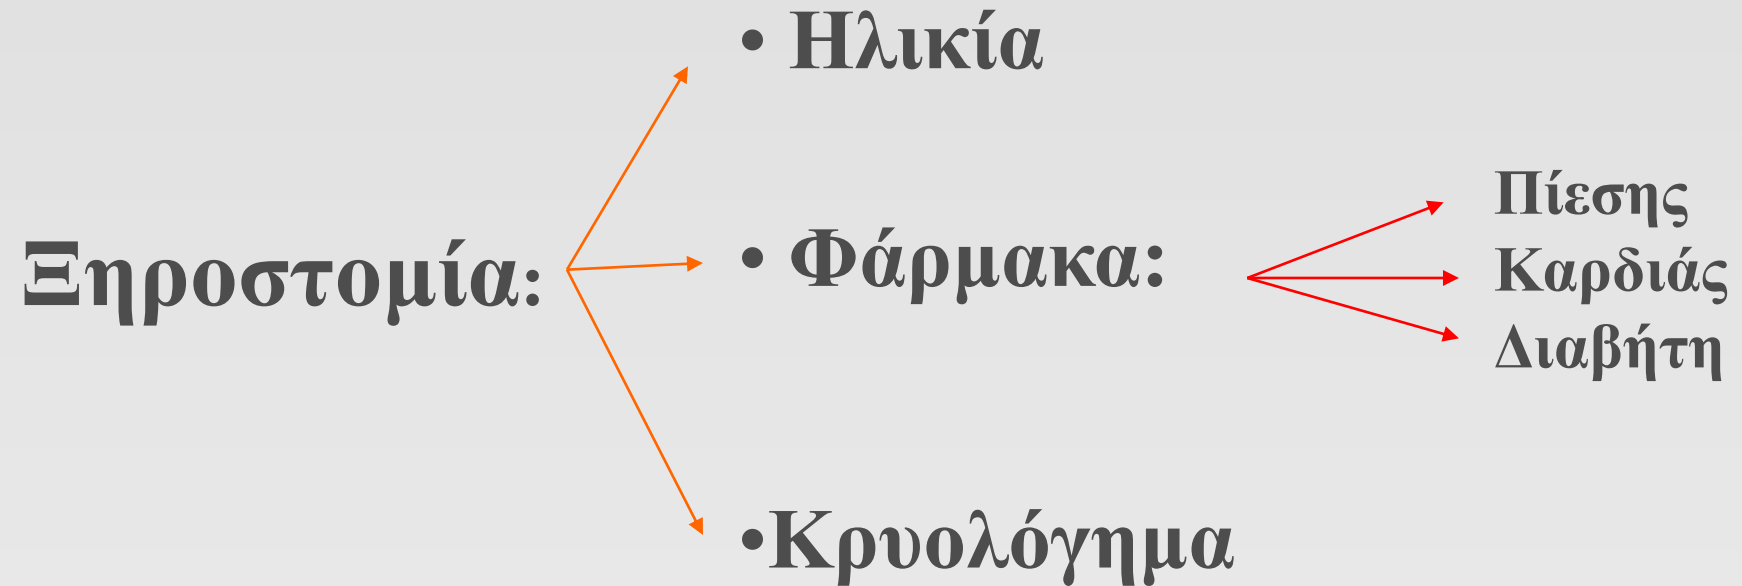 Ξηροστομία:
• Ηλικία
• Φάρμακα:
Πίεσης
Καρδιάς
Διαβήτη
•Κρυολόγημα